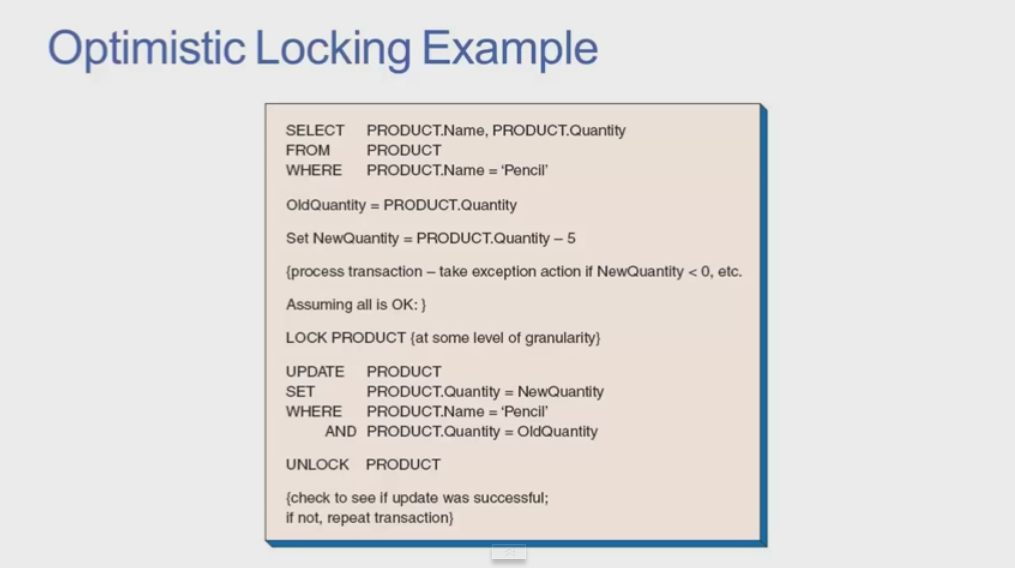 Optimistic Locking Example
SELECT PRODUCT.Name, PRODUCT.Quantity
FROM PRODUCT
WHERE PRODUCT.Name = ‘Pencil’
OldQuantity = PRODUCT.Quantity
Set NewQuantity = PRODUCT.Quantity – 5
{process transaction – take exception action if NewQuantity < 0, etc.
Assuming all is OK: }
LOCK PRODUCT {at some level of granularity}
UPDATE PRODUCT
SET PRODUCT.Quantity = NewQuantity
WHERE PRODUCT.Name = ‘Pencil’
AND PRODUCT.Quantity = OldQuantity
UNLOCK PRODUCT
{check to see if update was successful;
if not, repeat transaction}